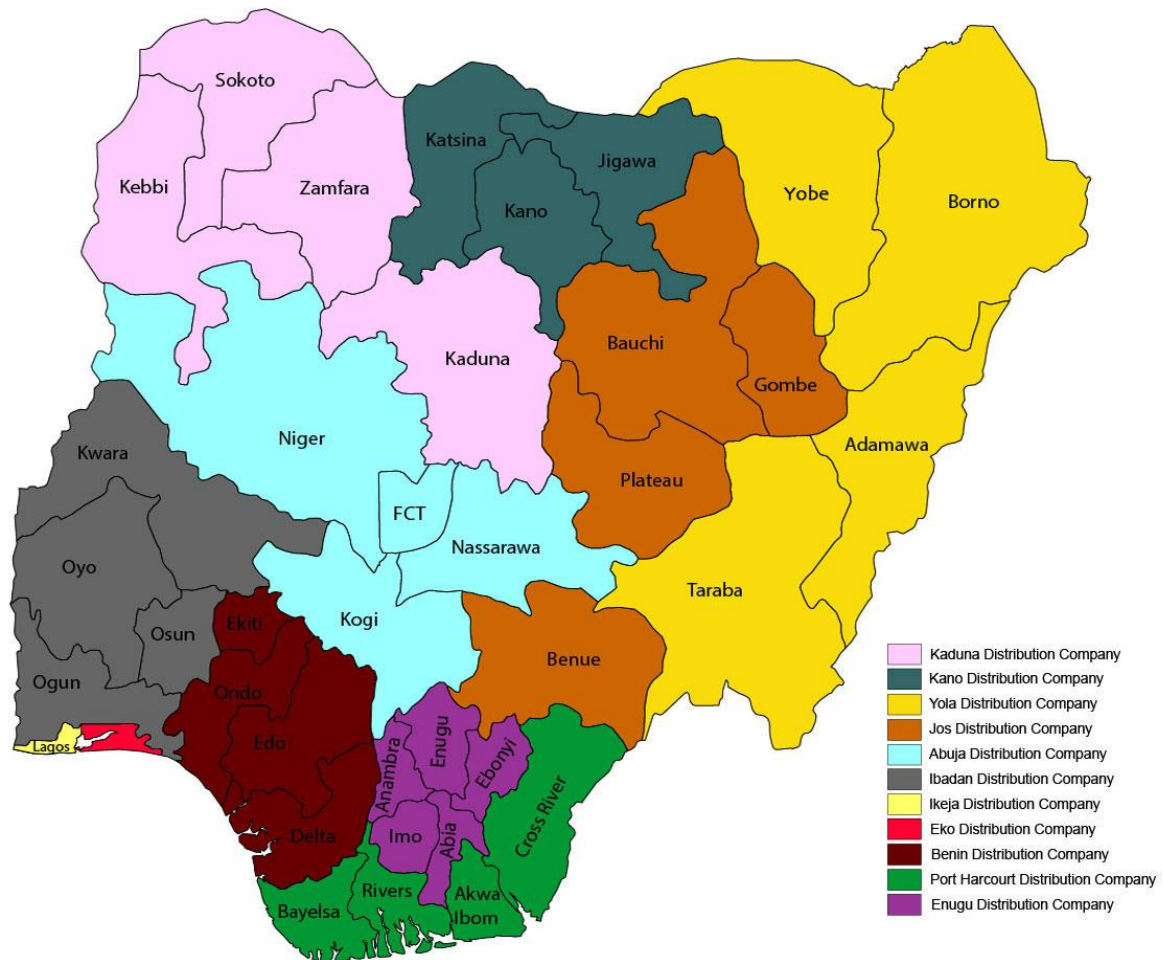 Sokoto
Katsina
Jigawa
Kebbi
Zamfara
Kano
Yobe
Borno
Kaduna
Bauchi
Gombe
Niger
Adamawa
Kwara
Plateau
FCT
Nassarawa
Oyo
Taraba
Kogi
Osun
Ekiti
Benue
Ogun
Ondo
Lagos
Edo
Anambra
Enugu
Ebonyi
Cross River
Delta
Imo
Abia
Rivers
Bayelsa
Akwa
Ibom
Kaduna Distribution Company
Kano Distribution Company
Yola Distribution Company
Jos Distribution Company
Abuja Distribution Company
Ibadan Distribution Company
Ikeja Distribution Company
Eko Distribution Company
Benin Distribution Company
Port Harcourt Distribution Company
Enugu Distribution Company